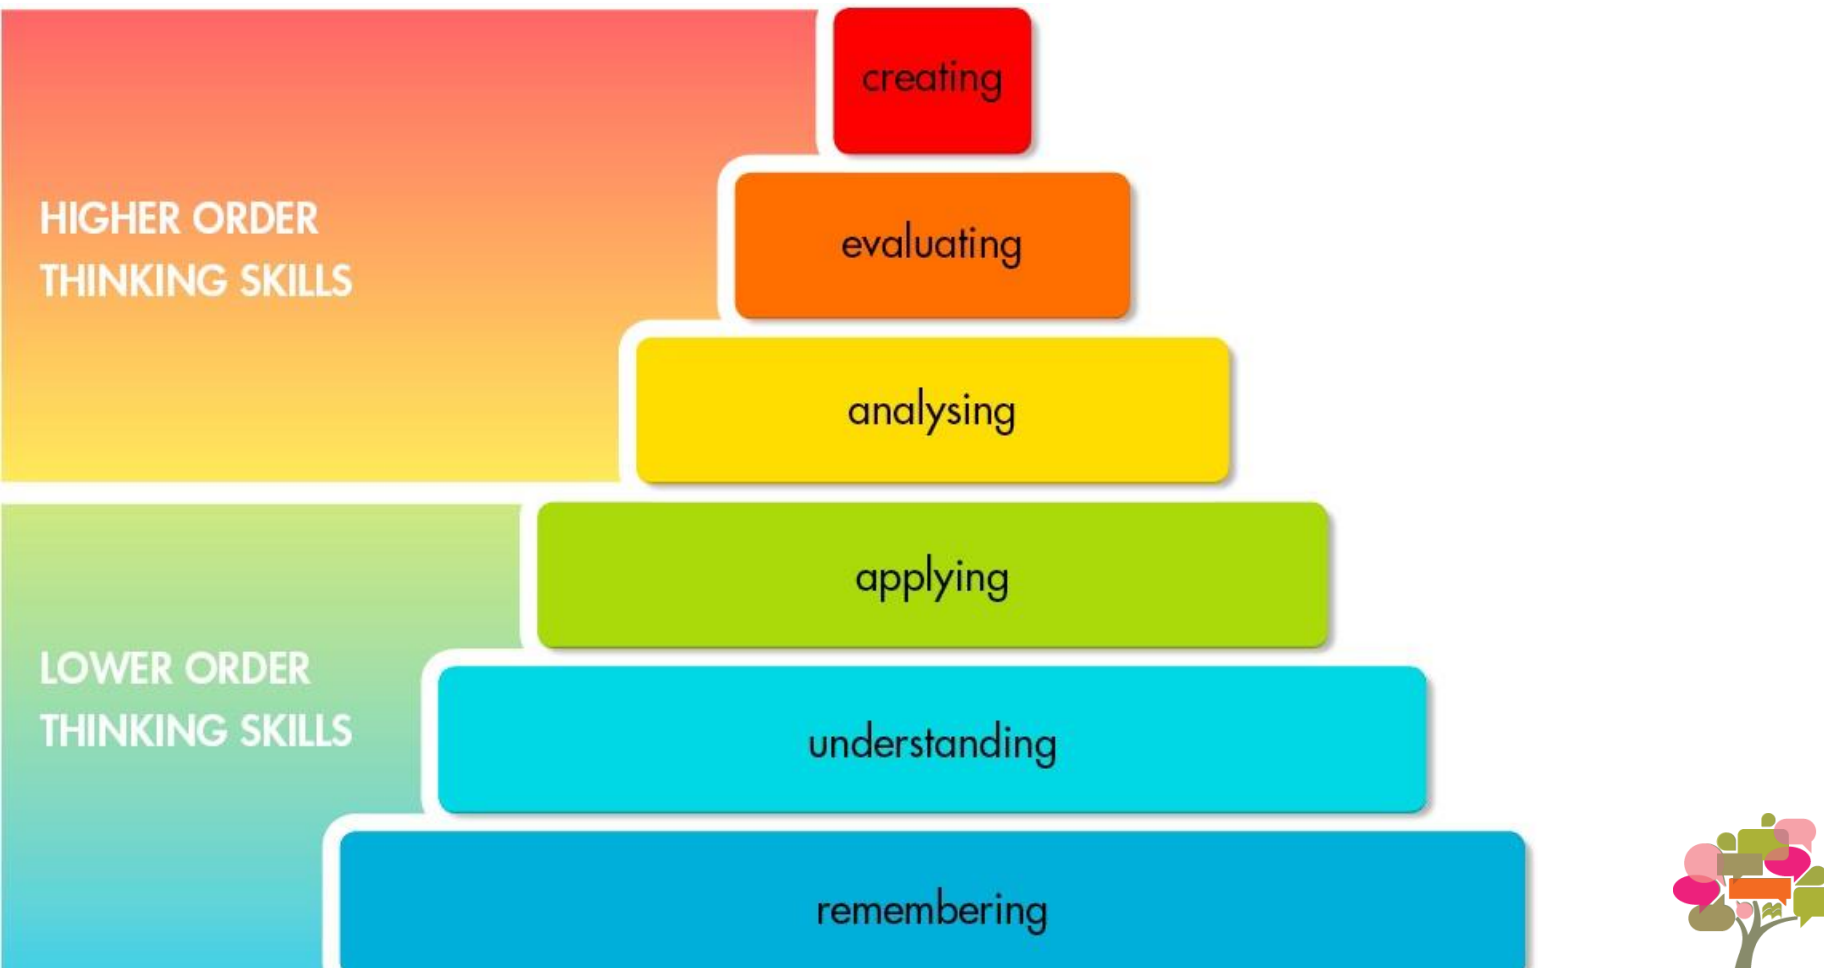 creating
HIGHER ORDER
THINKING SKILLS
evaluating
analysing
applying
LOWER ORDER
THINKING SKILLS
understanding
remembering